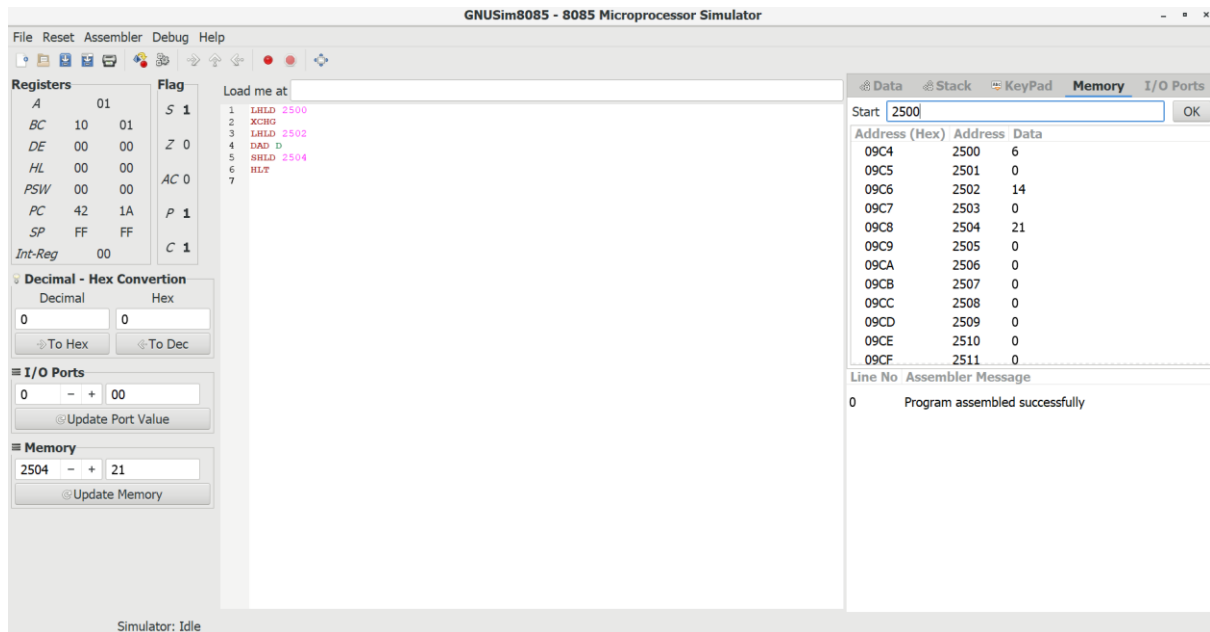 GNUSim8085 - 8085 Microprocessor Simulator
File Reset Assembler Debug Help
Registers
A 01
BC 10 01
DE 00 00
HL 00 00
PSW 00 00
PC 42 1A
SP FF FF
Int-Reg 00
Flag
S 1
Z 0
AC 0
P 1
C 1
Decimal - Hex Convertion
Decimal Hex
0 0
To Hex To Dec
I/O Ports
0 - + 00
Update Port Value
Memory
2504 - + 21
Update Memory
Load me at
1 LHLD 2500
2 XCHG
3 LHLD 2502
4 DAD D
5 SHLD 2504
6 HLT
7
Data Stack KeyPad Memory I/O Ports
Start 2500 OK
Address (Hex) Address Data
09C4 2500 6
09C5 2501 0
09C6 2502 14
09C7 2503 0
09C8 2504 21
09C9 2505 0
09CA 2506 0
09CB 2507 0
09CC 2508 0
09CD 2509 0
09CE 2510 0
09CF 2511 0
Line No Assembler Message
0 Program assembled successfully
Simulator: Idle